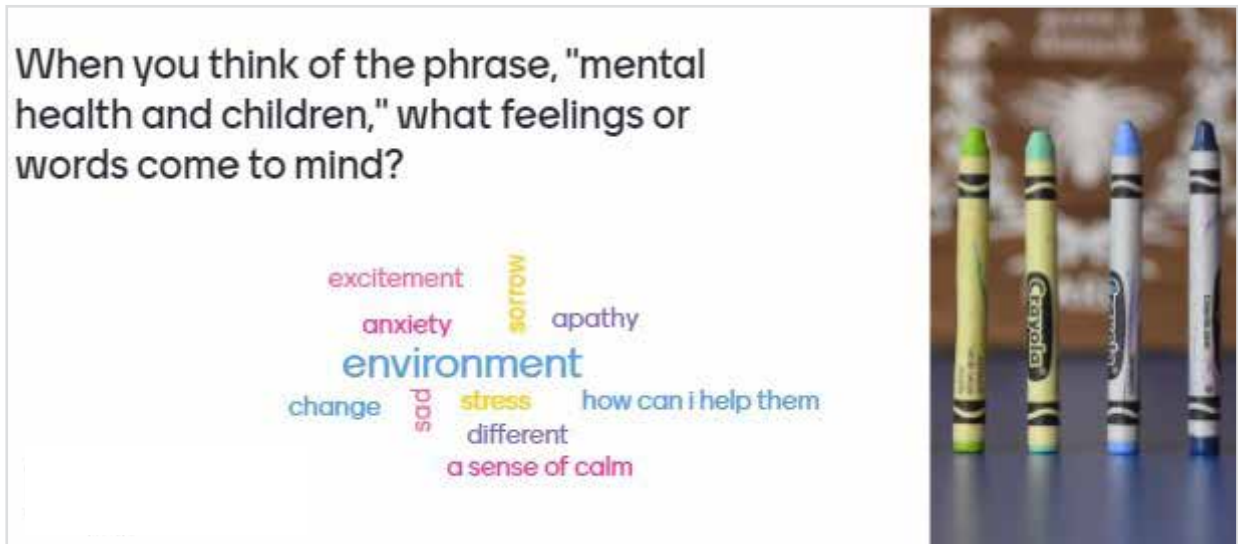 When you think of the phrase, "mental
health and children," what feelings or
words come to mind?
excitement
sorrow
anxiety
apathy
environment
change
sad
stress
how can i help them
different
a sense of calm
Crayola
Crayola